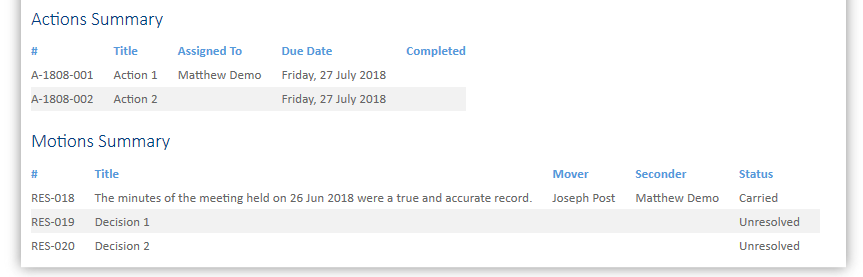 Actions Summary
# Title Assigned To Due Date Completed
A-1808-001 Action 1 Matthew Demo Friday, 27 July 2018
A-1808-002 Action 2 Friday, 27 July 2018
Motions Summary
# Title Mover Seconder Status
RES-018 The minutes of the meeting held on 26 Jun 2018 were a true and accurate record. Joseph Post Matthew Demo Carried
RES-019 Decision 1 Unresolved
RES-020 Decision 2 Unresolved